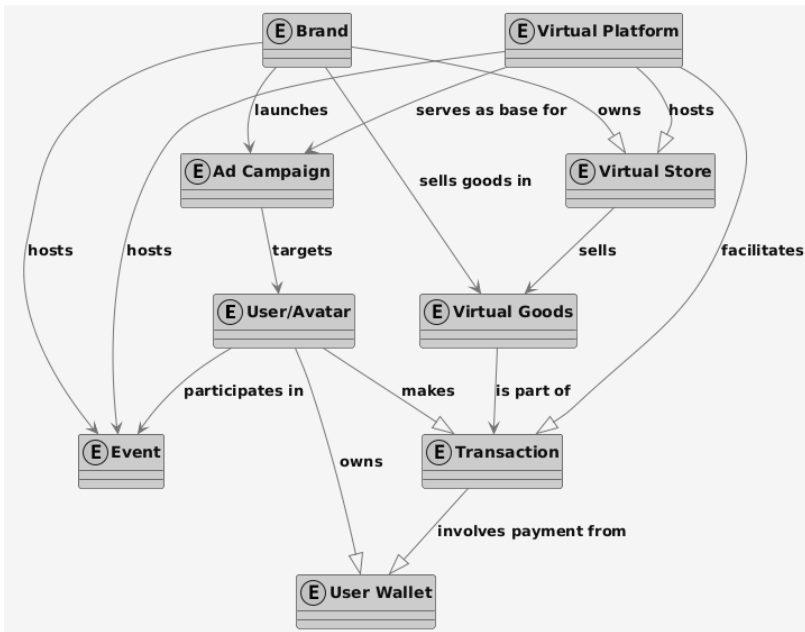 E Brand
E Virtual Platform
launches
serves as base for
owns
hosts
E Ad Campaign
E Virtual Store
sells goods in
hosts
hosts
targets
sells
facilitates
E User/Avatar
E Virtual Goods
participates in
makes
is part of
E Event
E Transaction
owns
involves payment from
E User Wallet